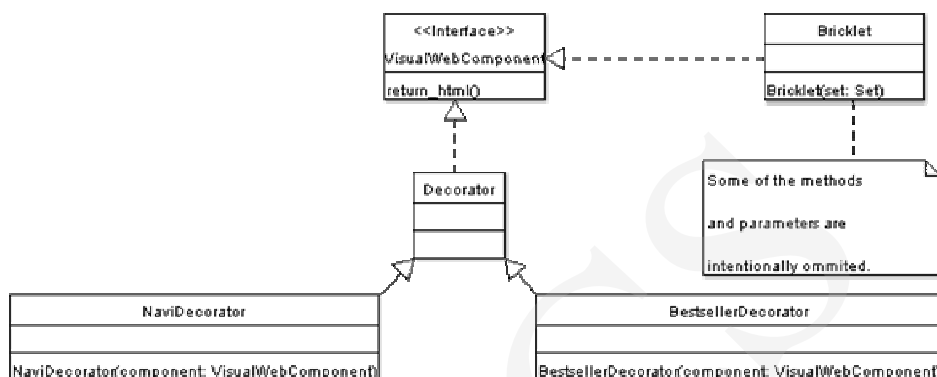 <<Interface>>
VisualWebComponent
return_html()
Bricklet
Bricklet(set: Set)
Some of the methods
and parameters are
intentionally ommited.
Decorator
NaviDecorator
NaviDecorator(component: VisualWebComponent)
BestsellerDecorator
BestsellerDecorator(component: VisualWebComponent)